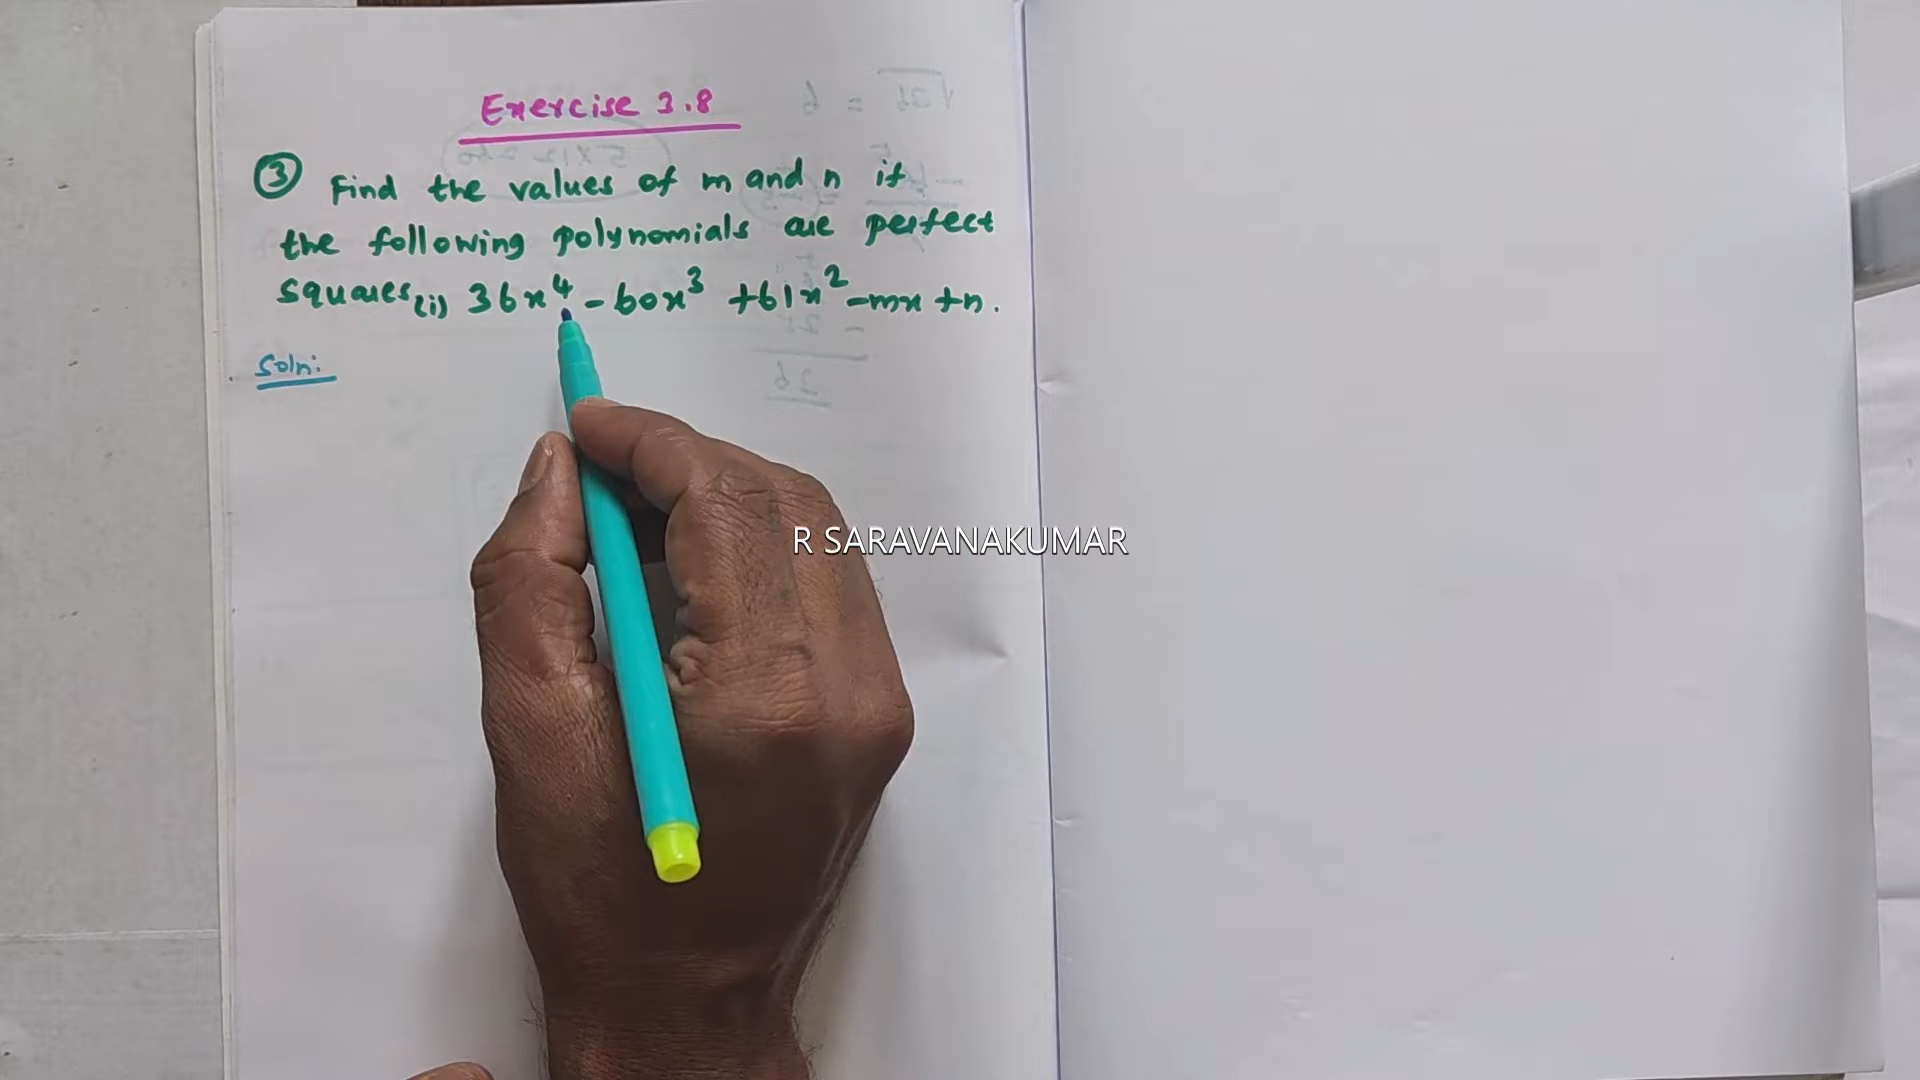 Exercise 3.8
③ Find the values of m and n if
the following polynomials are perfect
squares (i) 36x⁴ - 60x³ + 61x² - mx + n.
Soln:
R SARAVANAKUMAR